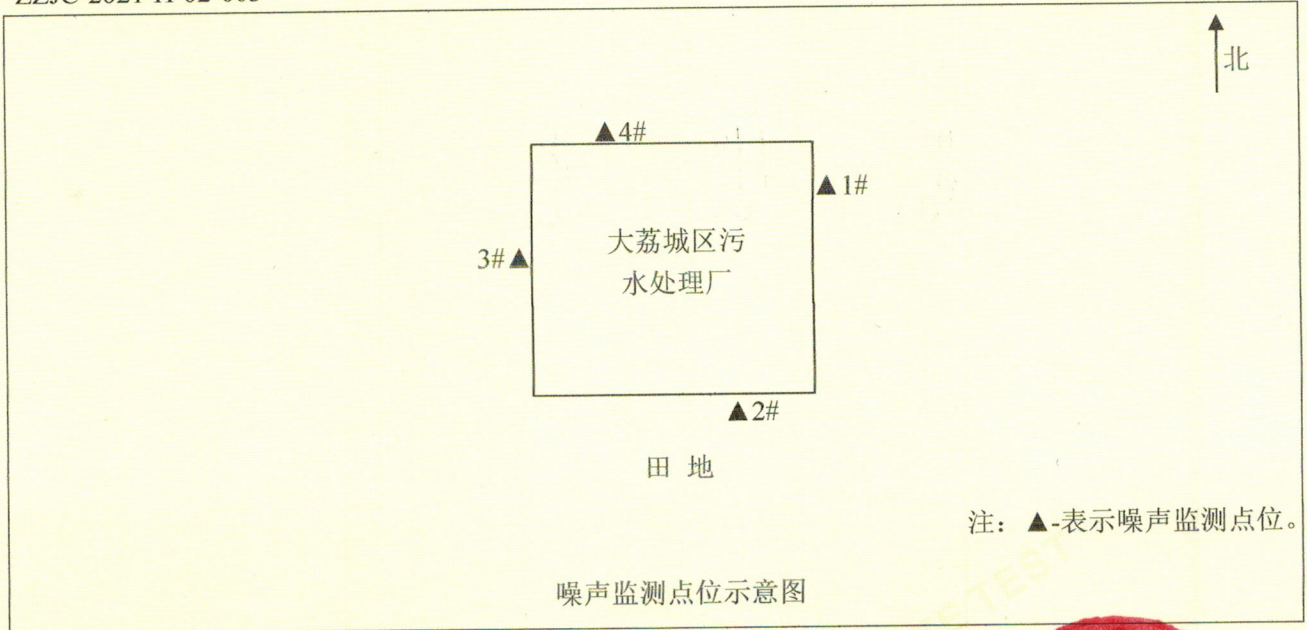 北
▲4#
▲1#
大荔城区污
水处理厂
3#▲
▲2#
田 地
注：▲-表示噪声监测点位。
噪声监测点位示意图
TEST